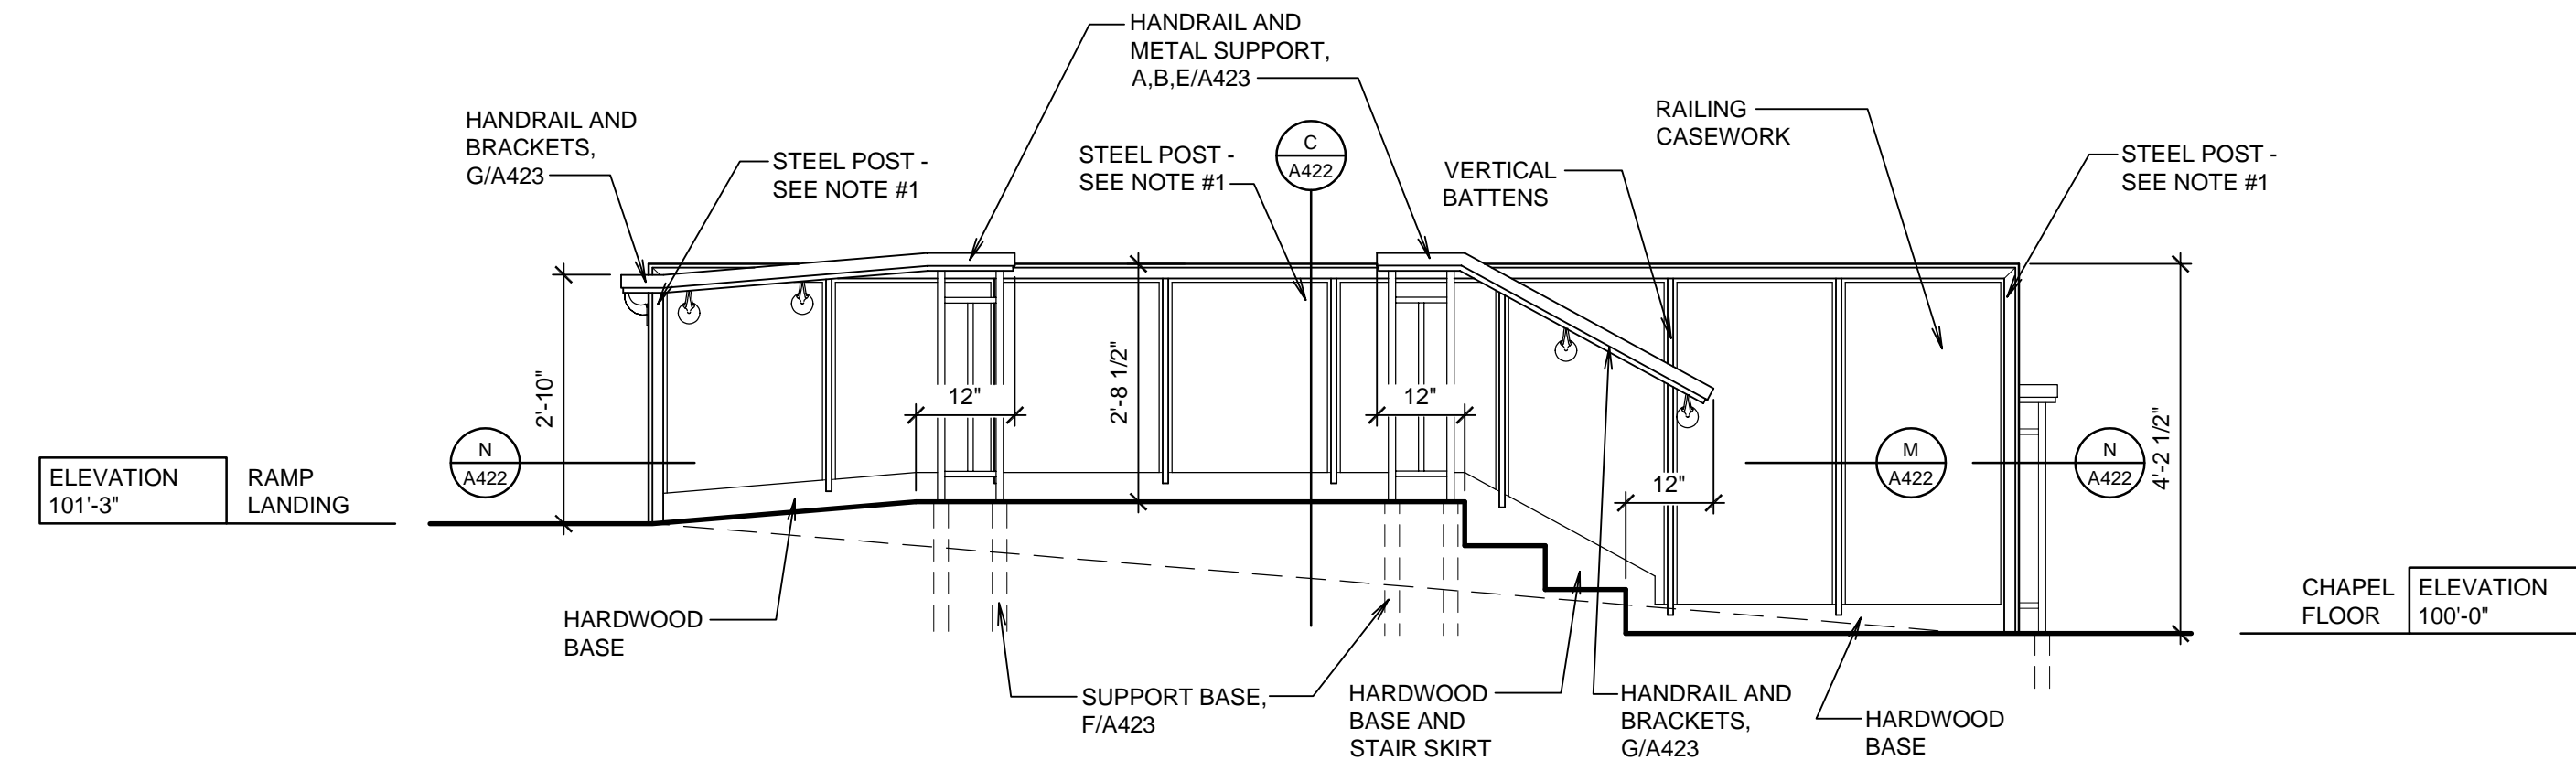 HANDRAIL AND
METAL SUPPORT,
A,B,E/A423
HANDRAIL AND
BRACKETS,
G/A423
STEEL POST -
SEE NOTE #1
STEEL POST -
SEE NOTE #1
C
A422
VERTICAL
BATTENS
RAILING
CASEWORK
STEEL POST -
SEE NOTE #1
2'-10"
12"
2'-8 1/2"
12"
12"
4'-2 1/2"
N
A422
M
A422
N
A422
ELEVATION
101'-3"
RAMP
LANDING
CHAPEL
FLOOR
ELEVATION
100'-0"
HARDWOOD
BASE
SUPPORT BASE,
F/A423
HARDWOOD
BASE AND
STAIR SKIRT
HANDRAIL AND
BRACKETS,
G/A423
HARDWOOD
BASE